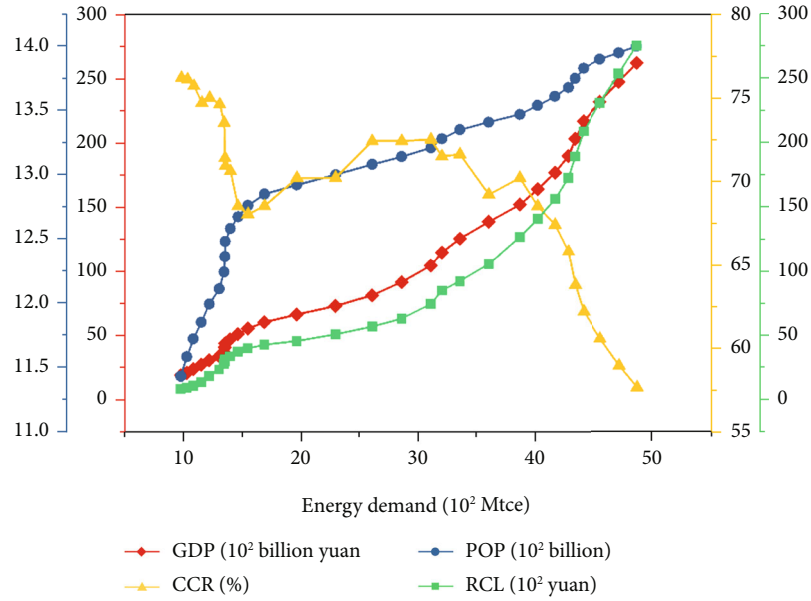 300 80 300
14.0 250 75 250
13.5 200 200
13.0 150 70 150
12.5 100 65 100
12.0 50 60 50
11.5 0 0
11.0 55
10 20 30 40 50
Energy demand (10² Mtce)
GDP (10² billion yuan POP (10² billion)
CCR (%) RCL (10² yuan)